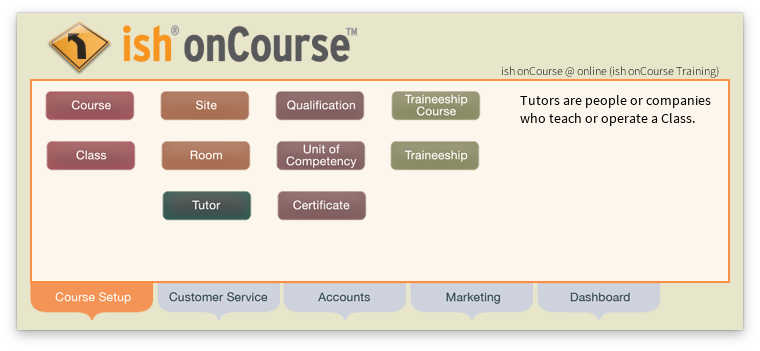 ish® onCourse™
ish onCourse @ online (ish onCourse Training)
Course
Site
Qualification
Traineeship
Course
Tutors are people or companies
who teach or operate a Class.
Class
Room
Unit of
Competency
Traineeship
Tutor
Certificate
Course Setup
Customer Service
Accounts
Marketing
Dashboard